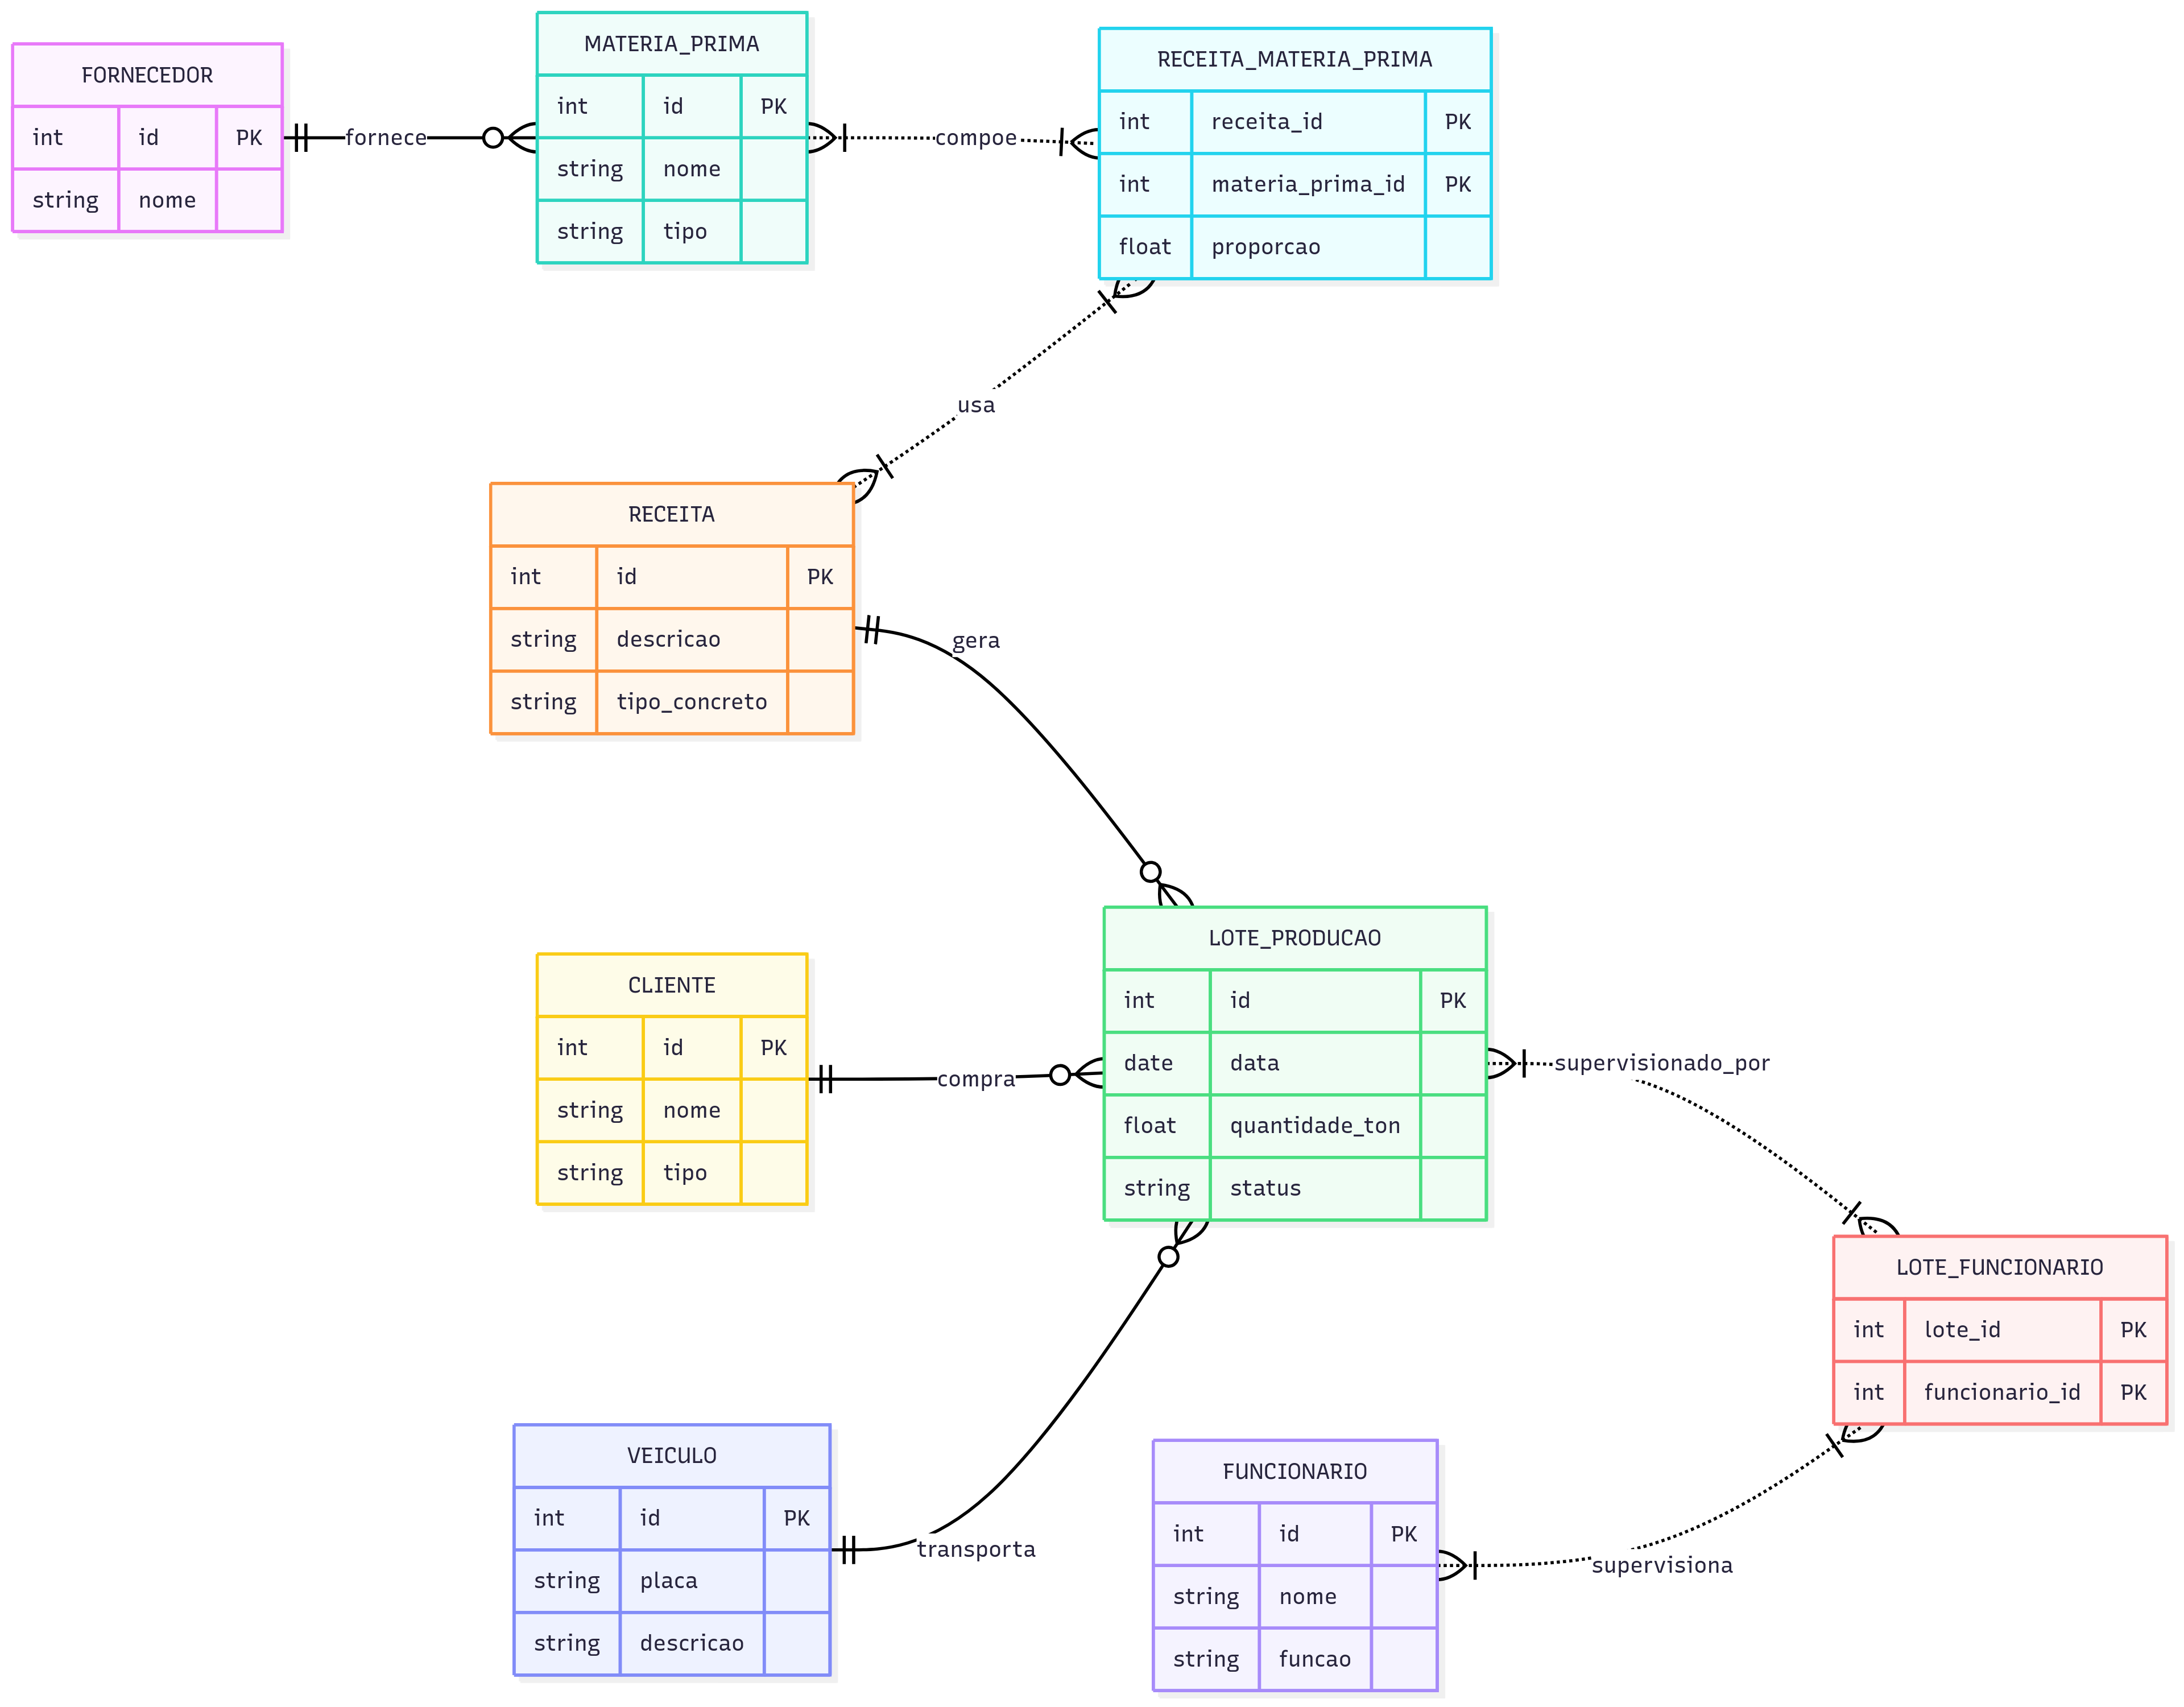 FORNECEDOR
int id PK
string nome
fornece
MATERIA_PRIMA
int id PK
string nome
string tipo
compoe
RECEITA_MATERIA_PRIMA
int receita_id PK
int materia_prima_id PK
float proporcao
usa
RECEITA
int id PK
string descricao
string tipo_concreto
gera
CLIENTE
int id PK
string nome
string tipo
compra
LOTE_PRODUCAO
int id PK
date data
float quantidade_ton
string status
supervisionado_por
LOTE_FUNCIONARIO
int lote_id PK
int funcionario_id PK
VEICULO
int id PK
string placa
string descricao
transporta
FUNCIONARIO
int id PK
string nome
string funcao
supervisiona